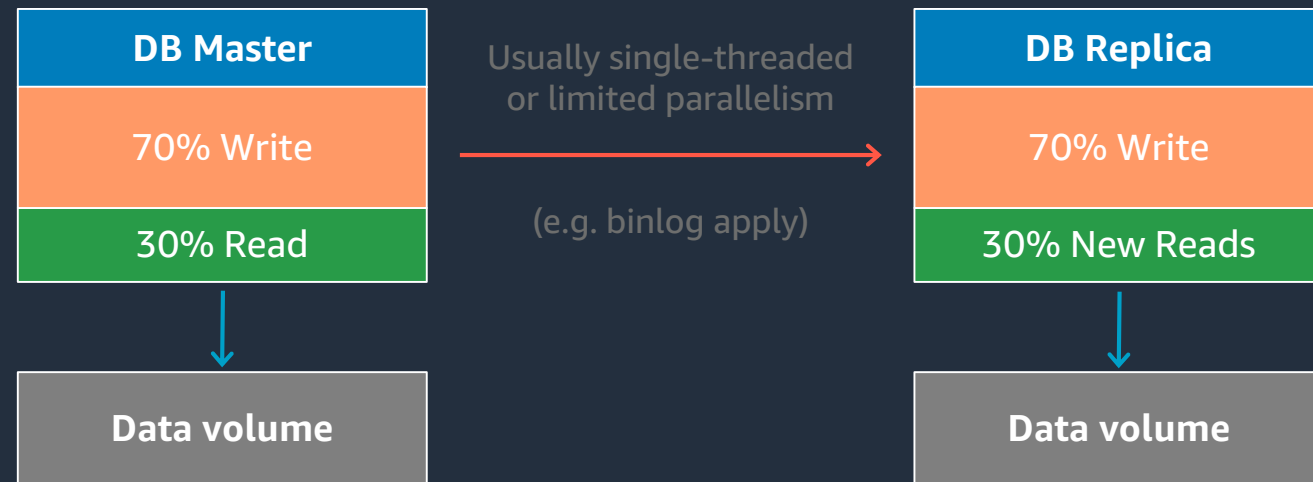 DB Master
70% Write
30% Read
Data volume
Usually single-threaded
or limited parallelism
(e.g. binlog apply)
DB Replica
70% Write
30% New Reads
Data volume